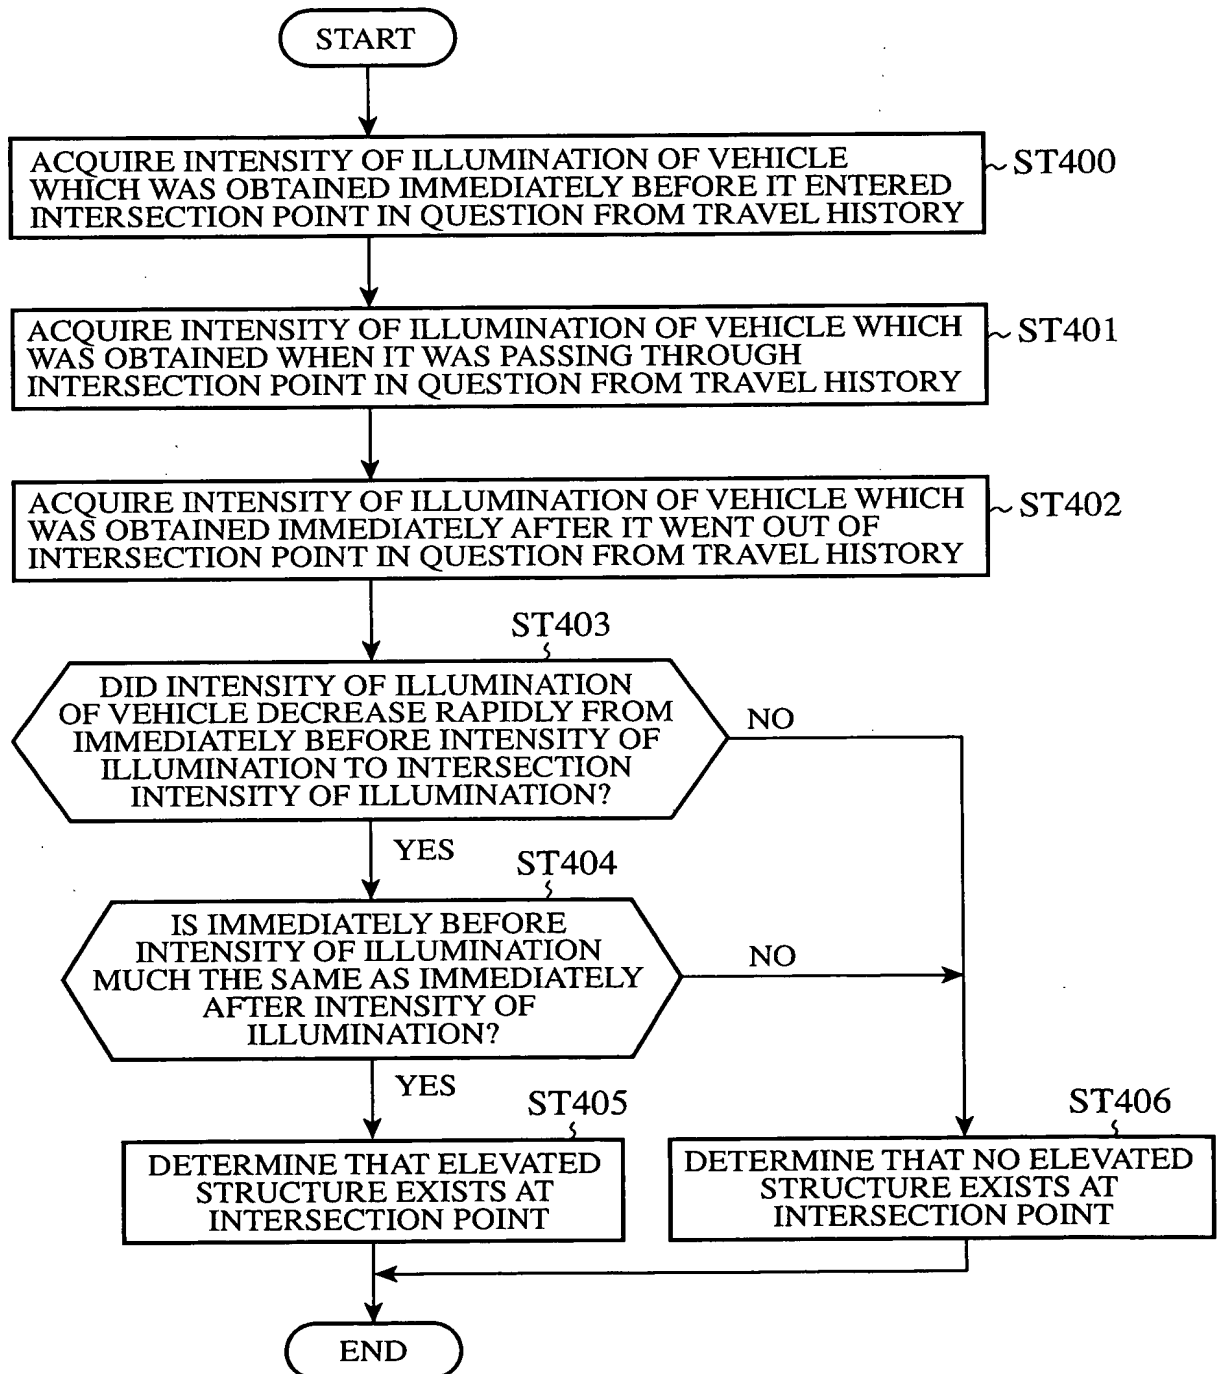 START
ACQUIRE INTENSITY OF ILLUMINATION OF VEHICLE
WHICH WAS OBTAINED IMMEDIATELY BEFORE IT ENTERED
INTERSECTION POINT IN QUESTION FROM TRAVEL HISTORY
ST400
ACQUIRE INTENSITY OF ILLUMINATION OF VEHICLE WHICH
WAS OBTAINED WHEN IT WAS PASSING THROUGH
INTERSECTION POINT IN QUESTION FROM TRAVEL HISTORY
ST401
ACQUIRE INTENSITY OF ILLUMINATION OF VEHICLE WHICH
WAS OBTAINED IMMEDIATELY AFTER IT WENT OUT OF
INTERSECTION POINT IN QUESTION FROM TRAVEL HISTORY
ST402
ST403
DID INTENSITY OF ILLUMINATION
OF VEHICLE DECREASE RAPIDLY FROM
IMMEDIATELY BEFORE INTENSITY OF
ILLUMINATION TO INTERSECTION
INTENSITY OF ILLUMINATION?
NO
YES
ST404
IS IMMEDIATELY BEFORE
INTENSITY OF ILLUMINATION
MUCH THE SAME AS IMMEDIATELY
AFTER INTENSITY OF
ILLUMINATION?
NO
YES
ST405
DETERMINE THAT ELEVATED
STRUCTURE EXISTS AT
INTERSECTION POINT
ST406
DETERMINE THAT NO ELEVATED
STRUCTURE EXISTS AT
INTERSECTION POINT
END